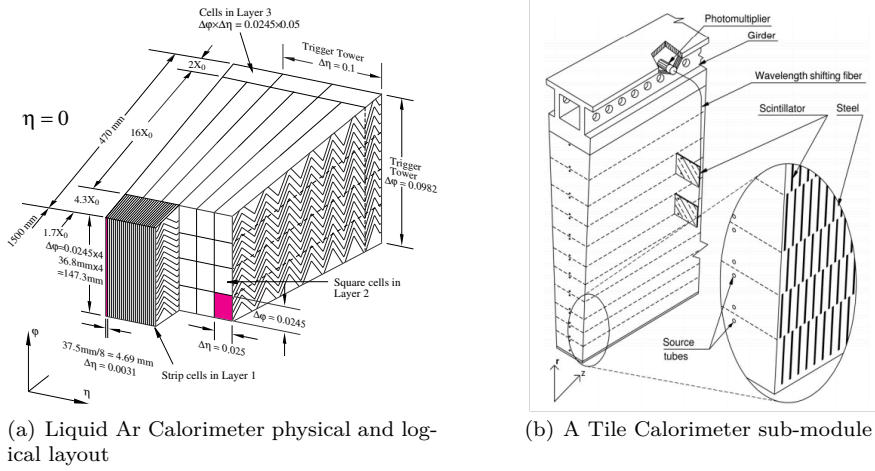 Cells in Layer 3
Δφ×Δη = 0.0245×0.05
Trigger Tower
Δη = 0.1
2X0
η = 0
470 mm
16X0
Trigger
Tower
Δφ = 0.0982
4.3X0
1500 mm
1.7X0
Δφ=0.0245x4
36.8mmx4
=147.3mm
Square cells in
Layer 2
Δφ = 0.0245
Δη = 0.025
37.5mm/8 = 4.69 mm
Δη = 0.0031
Strip cells in Layer 1
φ
η
(a) Liquid Ar Calorimeter physical and log-
ical layout
Photomultiplier
Girder
Wavelength shifting fiber
Scintillator
Steel
Source
tubes
r
z
(b) A Tile Calorimeter sub-module